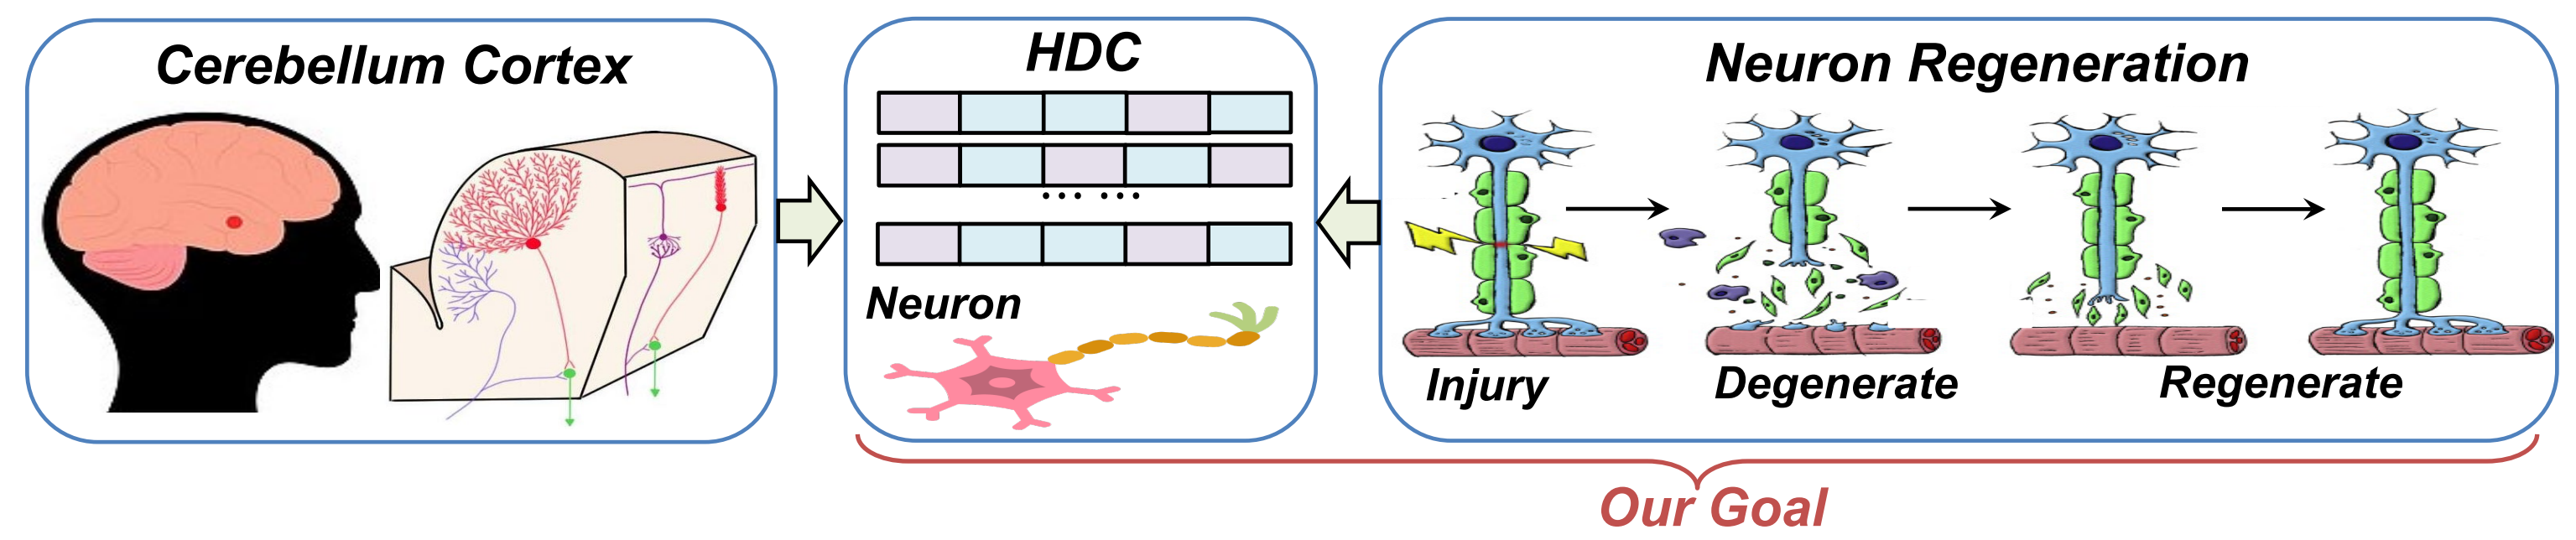 Cerebellum Cortex
HDC
... ...
Neuron
Neuron Regeneration
Injury
Degenerate
Regenerate
Our Goal